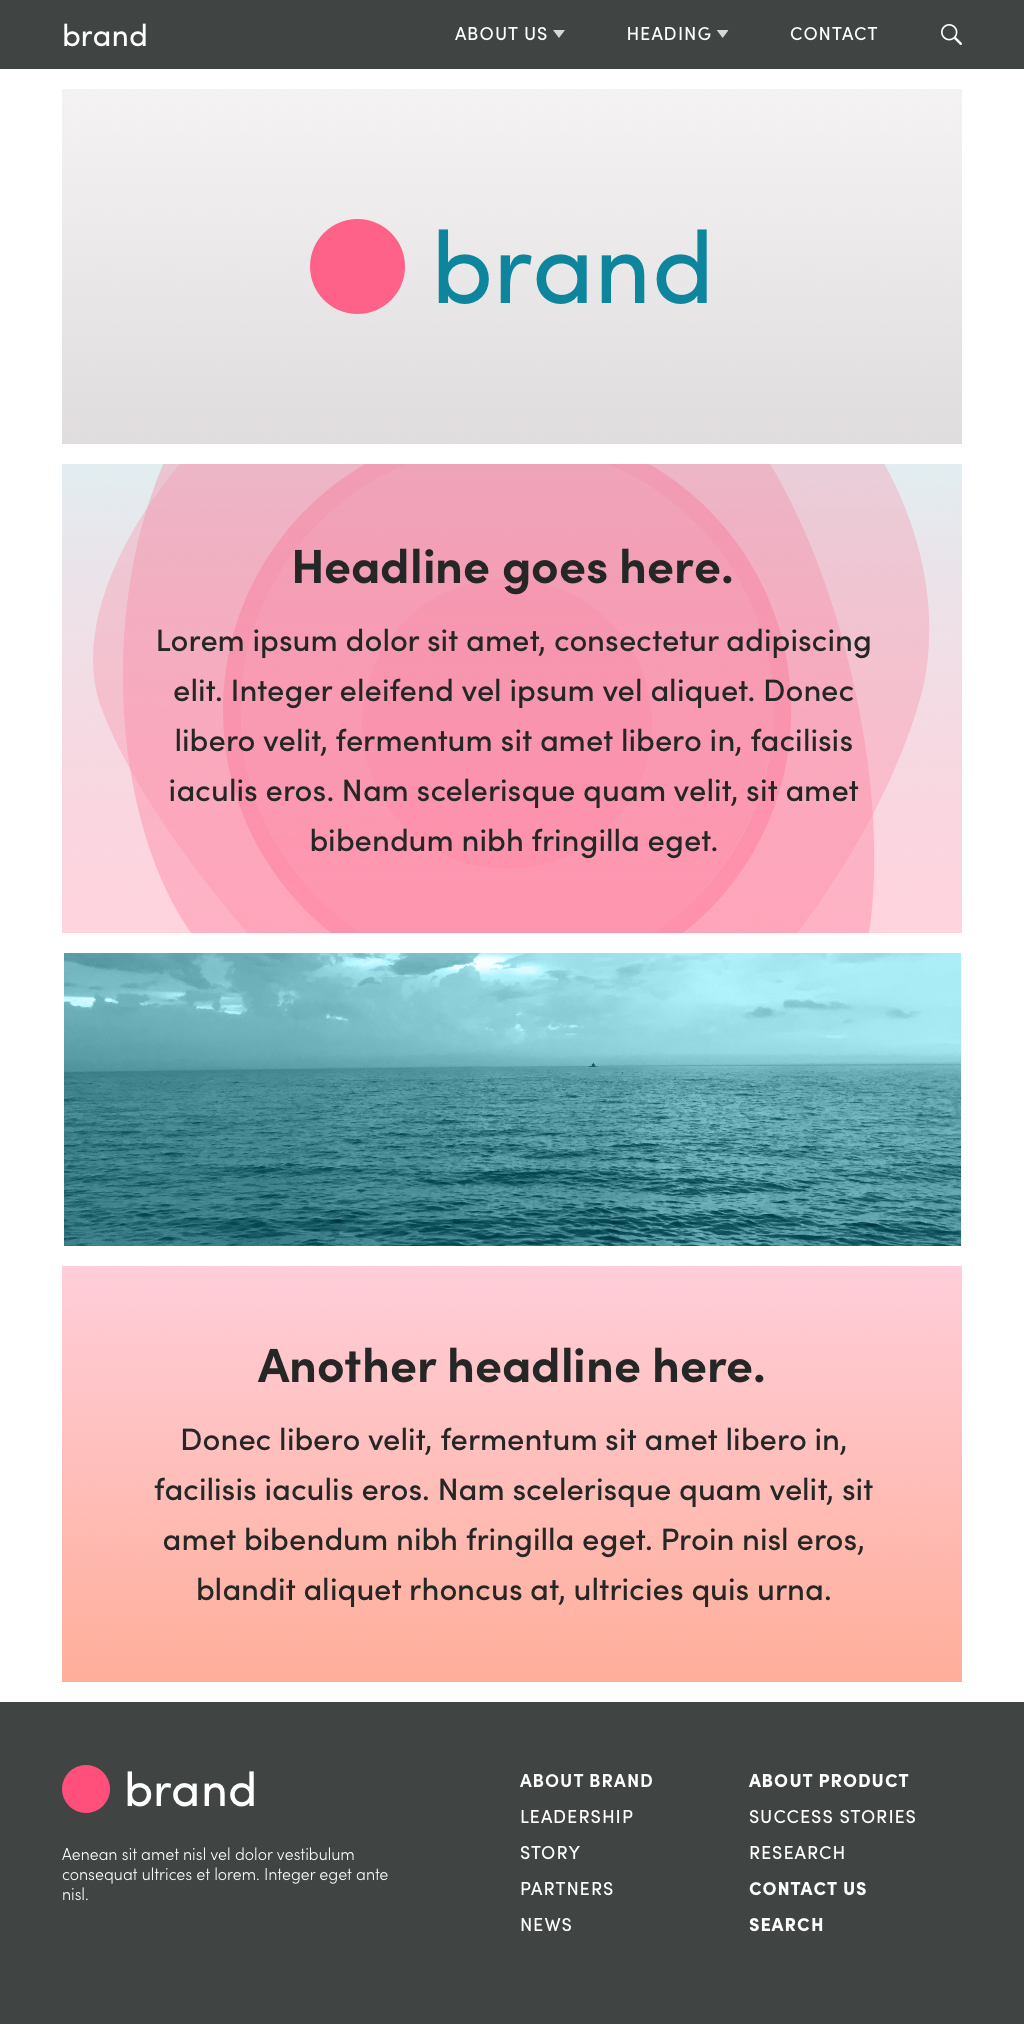 brand
ABOUT US
HEADING
CONTACT
brand
Headline goes here.
Lorem ipsum dolor sit amet, consectetur adipiscing
elit. Integer eleifend vel ipsum vel aliquet. Donec
libero velit, fermentum sit amet libero in, facilisis
iaculis eros. Nam scelerisque quam velit, sit amet
bibendum nibh fringilla eget.
Another headline here.
Donec libero velit, fermentum sit amet libero in,
facilisis iaculis eros. Nam scelerisque quam velit, sit
amet bibendum nibh fringilla eget. Proin nisl eros,
blandit aliquet rhoncus at, ultricies quis urna.
brand
Aenean sit amet nisl vel dolor vestibulum
consequat ultrices et lorem. Integer eget ante
nisl.
ABOUT BRAND
LEADERSHIP
STORY
PARTNERS
NEWS
ABOUT PRODUCT
SUCCESS STORIES
RESEARCH
CONTACT US
SEARCH